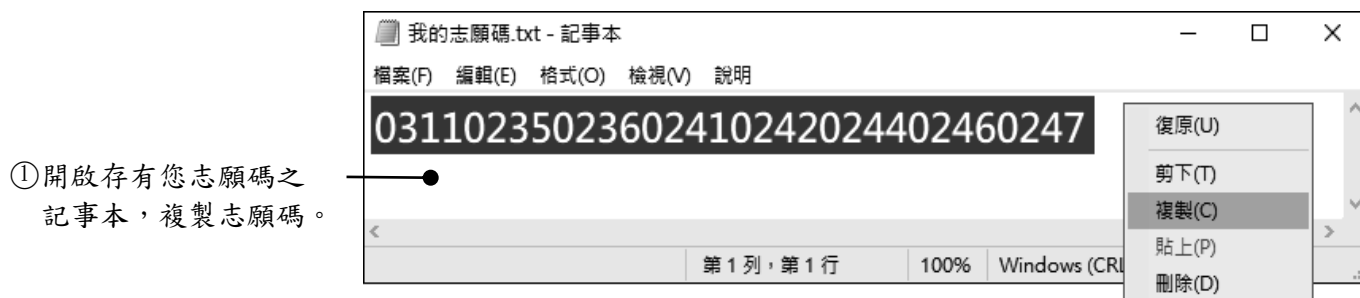 我的志願碼.txt - 記事本
檔案(F) 編輯(E) 格式(O) 檢視(V) 說明
03110235023602410242024402460247
復原(U)
剪下(T)
①開啟存有您志願碼之
記事本,複製志願碼。
複製(C)
貼上(P)
第 1 列,第 1 行 100% Windows (CRL
刪除(D)